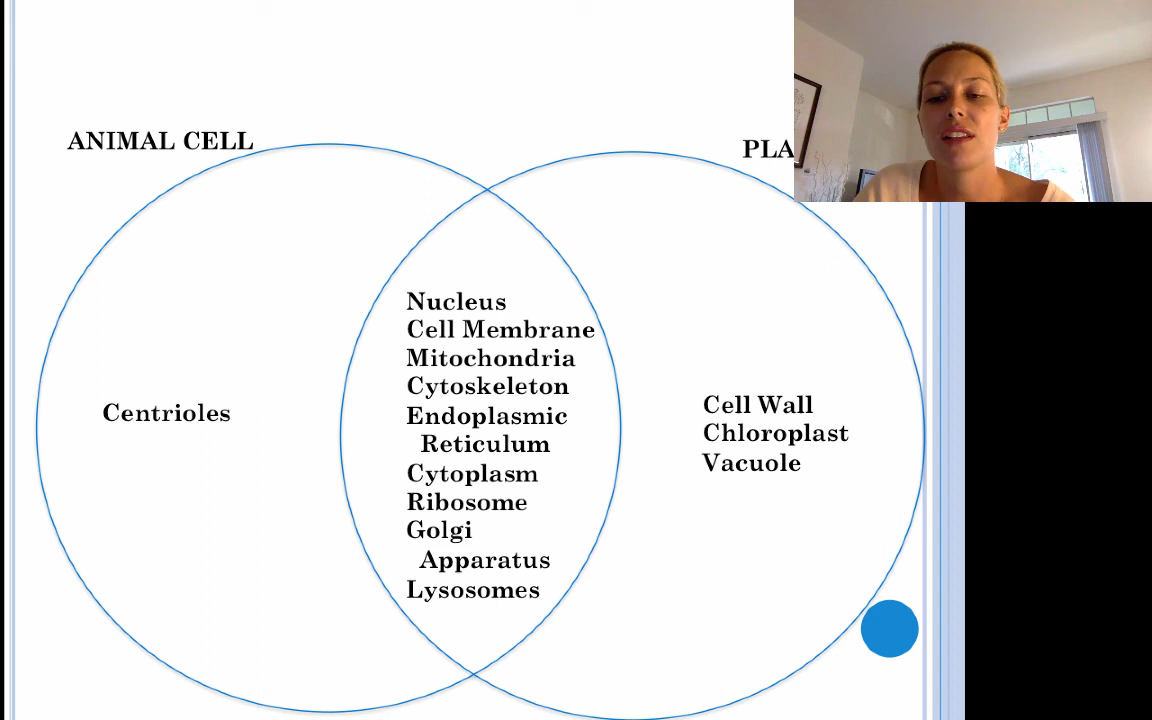 ANIMAL CELL
PLA
Nucleus
Cell Membrane
Mitochondria
Cytoskeleton
Endoplasmic
Reticulum
Cytoplasm
Ribosome
Golgi
Apparatus
Lysosomes
Centrioles
Cell Wall
Chloroplast
Vacuole